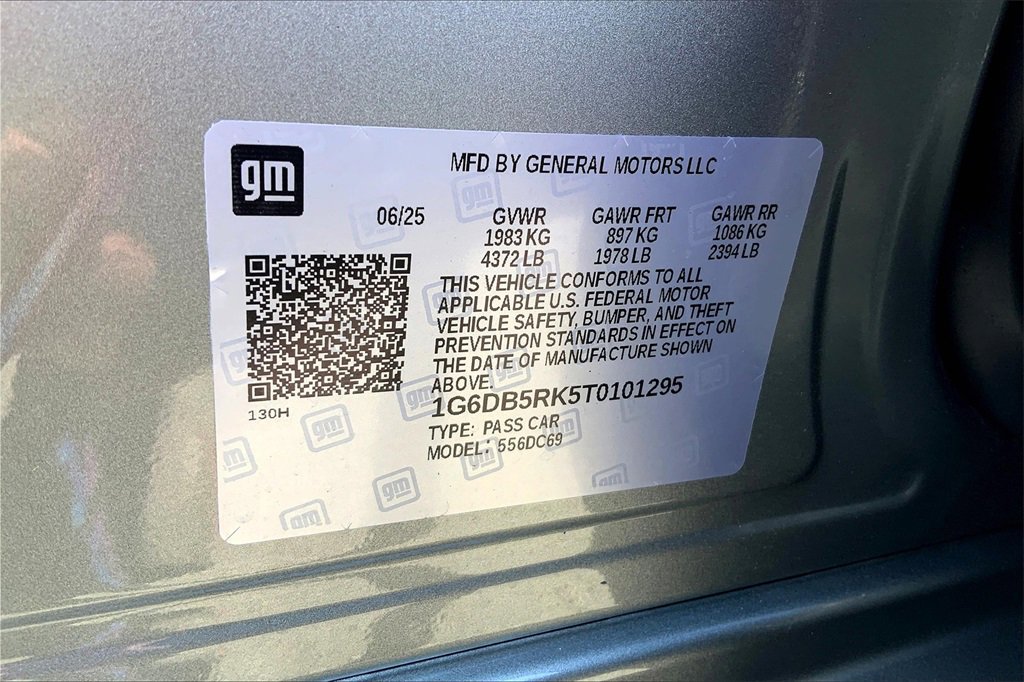 gm
MFD BY GENERAL MOTORS LLC
06/25 GVWR GAWR FRT GAWR RR
1983 KG 897 KG 1086 KG
4372 LB 1978 LB 2394 LB
THIS VEHICLE CONFORMS TO ALL
APPLICABLE U.S. FEDERAL MOTOR
VEHICLE SAFETY, BUMPER, AND THEFT
PREVENTION STANDARDS IN EFFECT ON
THE DATE OF MANUFACTURE SHOWN
ABOVE.
130H
1G6DB5RK5T0101295
TYPE: PASS CAR
MODEL: 556DC69